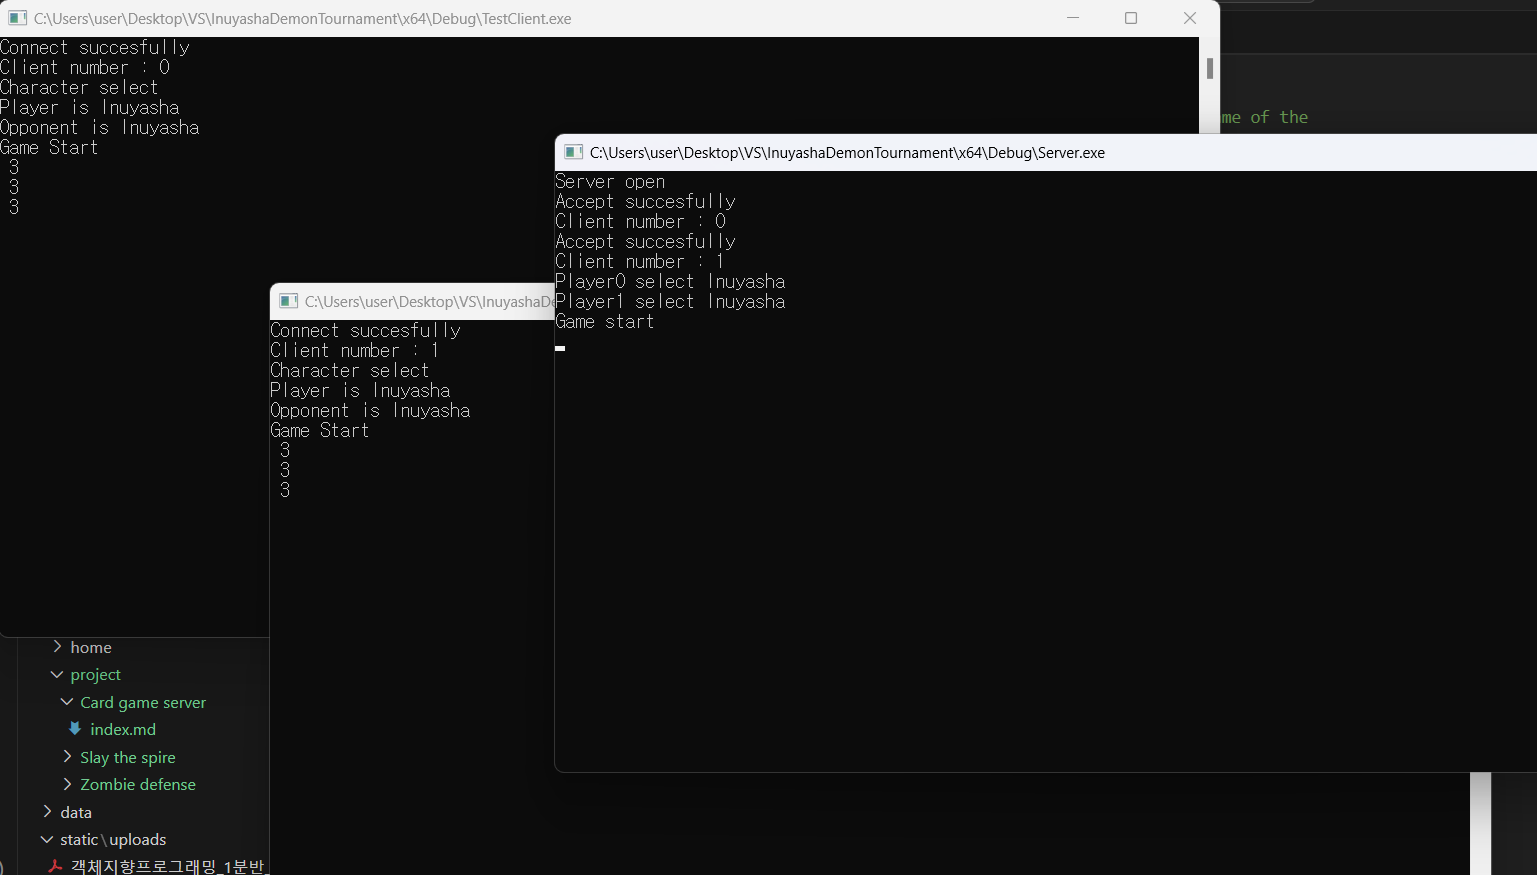 C:\Users\user\Desktop\VS\InuyashaDemonTournament\x64\Debug\TestClient.exe
Connect succesfully
Client number : 0
Character select
Player is Inuyasha
Opponent is Inuyasha
Game Start
3
3
3
me of the
C:\Users\user\Desktop\VS\InuyashaDemonTournament\x64\Debug\Server.exe
Server open
Accept succesfully
Client number : 0
Accept succesfully
Client number : 1
Player0 select Inuyasha
Player1 select Inuyasha
Game start
C:\Users\user\Desktop\VS\InuyashaDe
Connect succesfully
Client number : 1
Character select
Player is Inuyasha
Opponent is Inuyasha
Game Start
3
3
3
home
project
Card game server
index.md
Slay the spire
Zombie defense
data
static\uploads
객체지향프로그래밍_1분반_